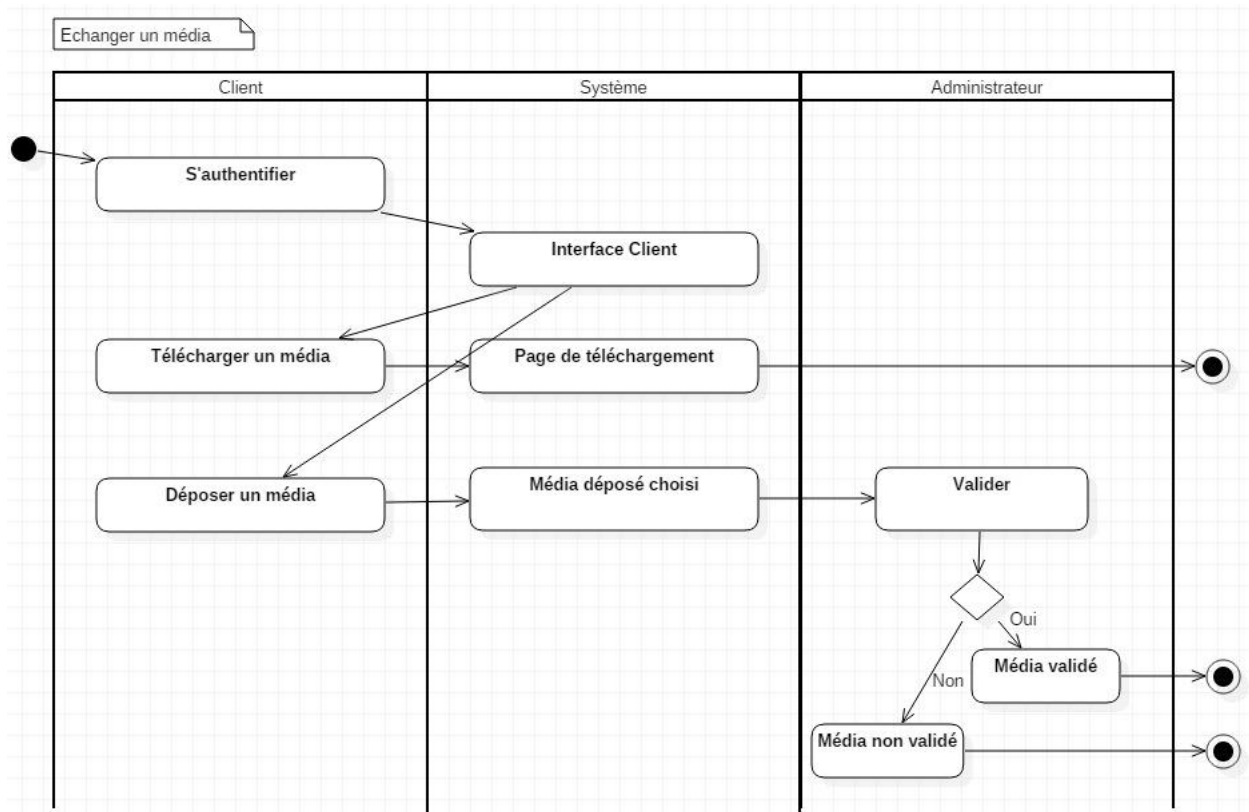 Echanger un média
Client
Système
Administrateur
S'authentifier
Interface Client
Télécharger un média
Page de téléchargement
Déposer un média
Média déposé choisi
Valider
Oui
Média validé
Non
Média non validé